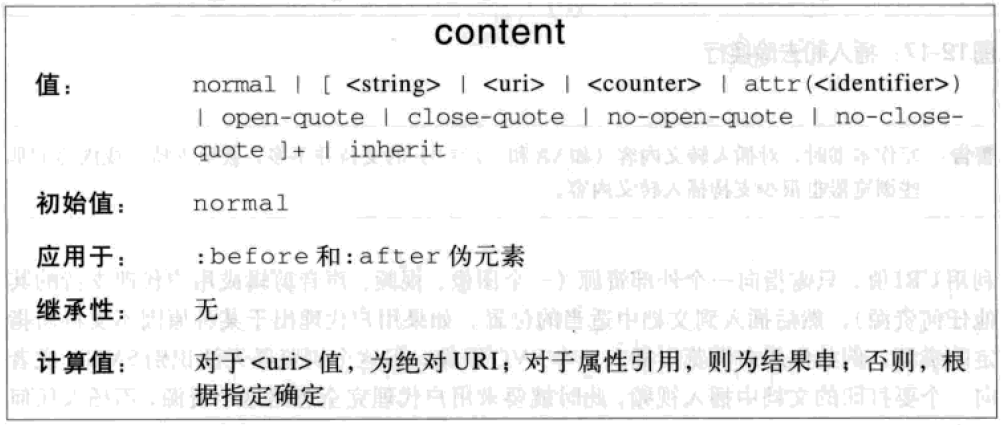 content
值： normal | [ <string> | <uri> | <counter> | attr(<identifier>)
| open-quote | close-quote | no-open-quote | no-close-
quote ]+ | inherit
初始值： normal
应用于： :before 和:after 伪元素
继承性： 无
计算值： 对于 <uri> 值，为绝对 URI；对于属性引用，则为结果串；否则，根
据指定确定